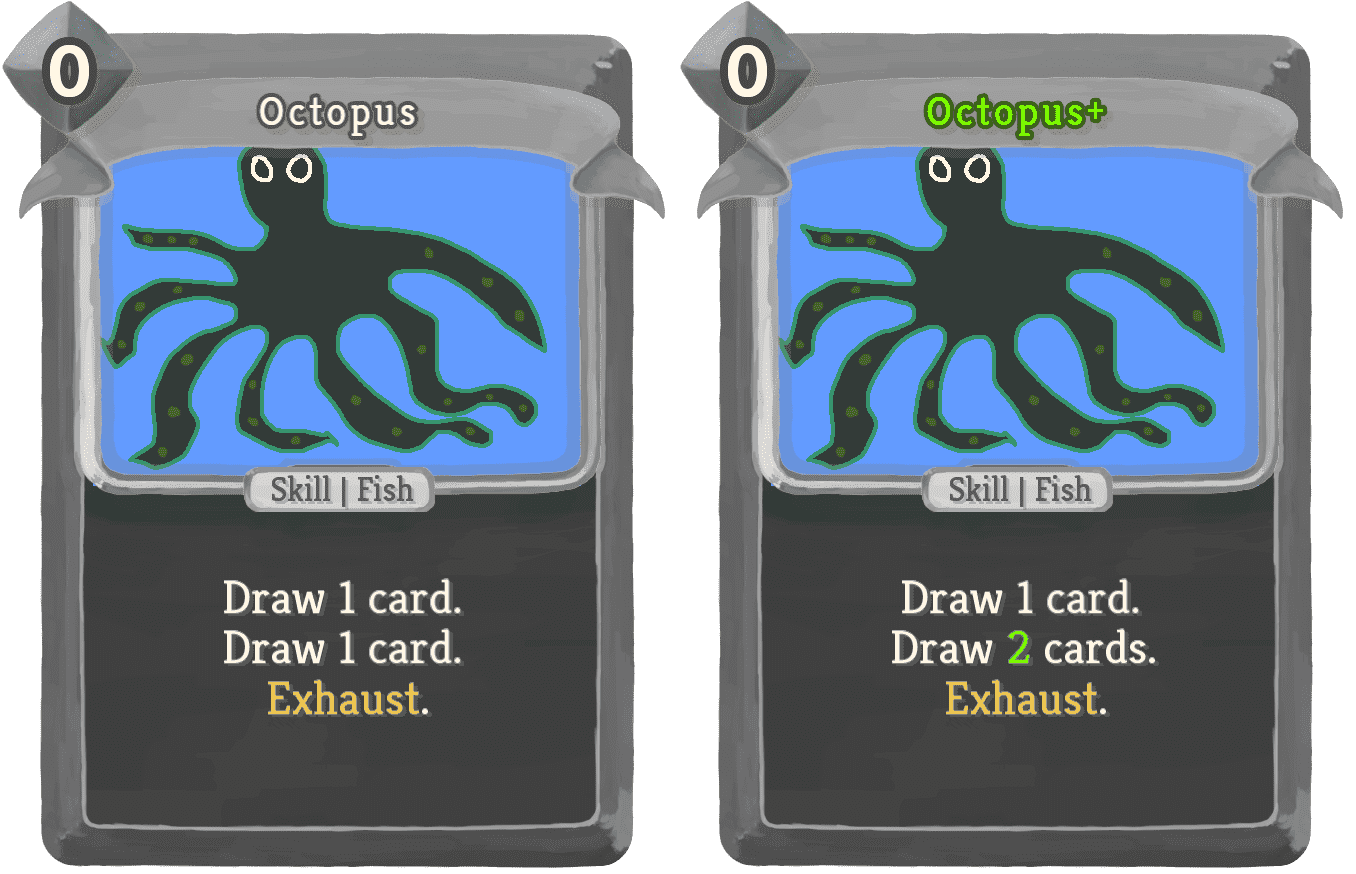 0
Octopus
Skill | Fish
Draw 1 card.
Draw 1 card.
Exhaust.
0
Octopus+
Skill | Fish
Draw 1 card.
Draw 2 cards.
Exhaust.